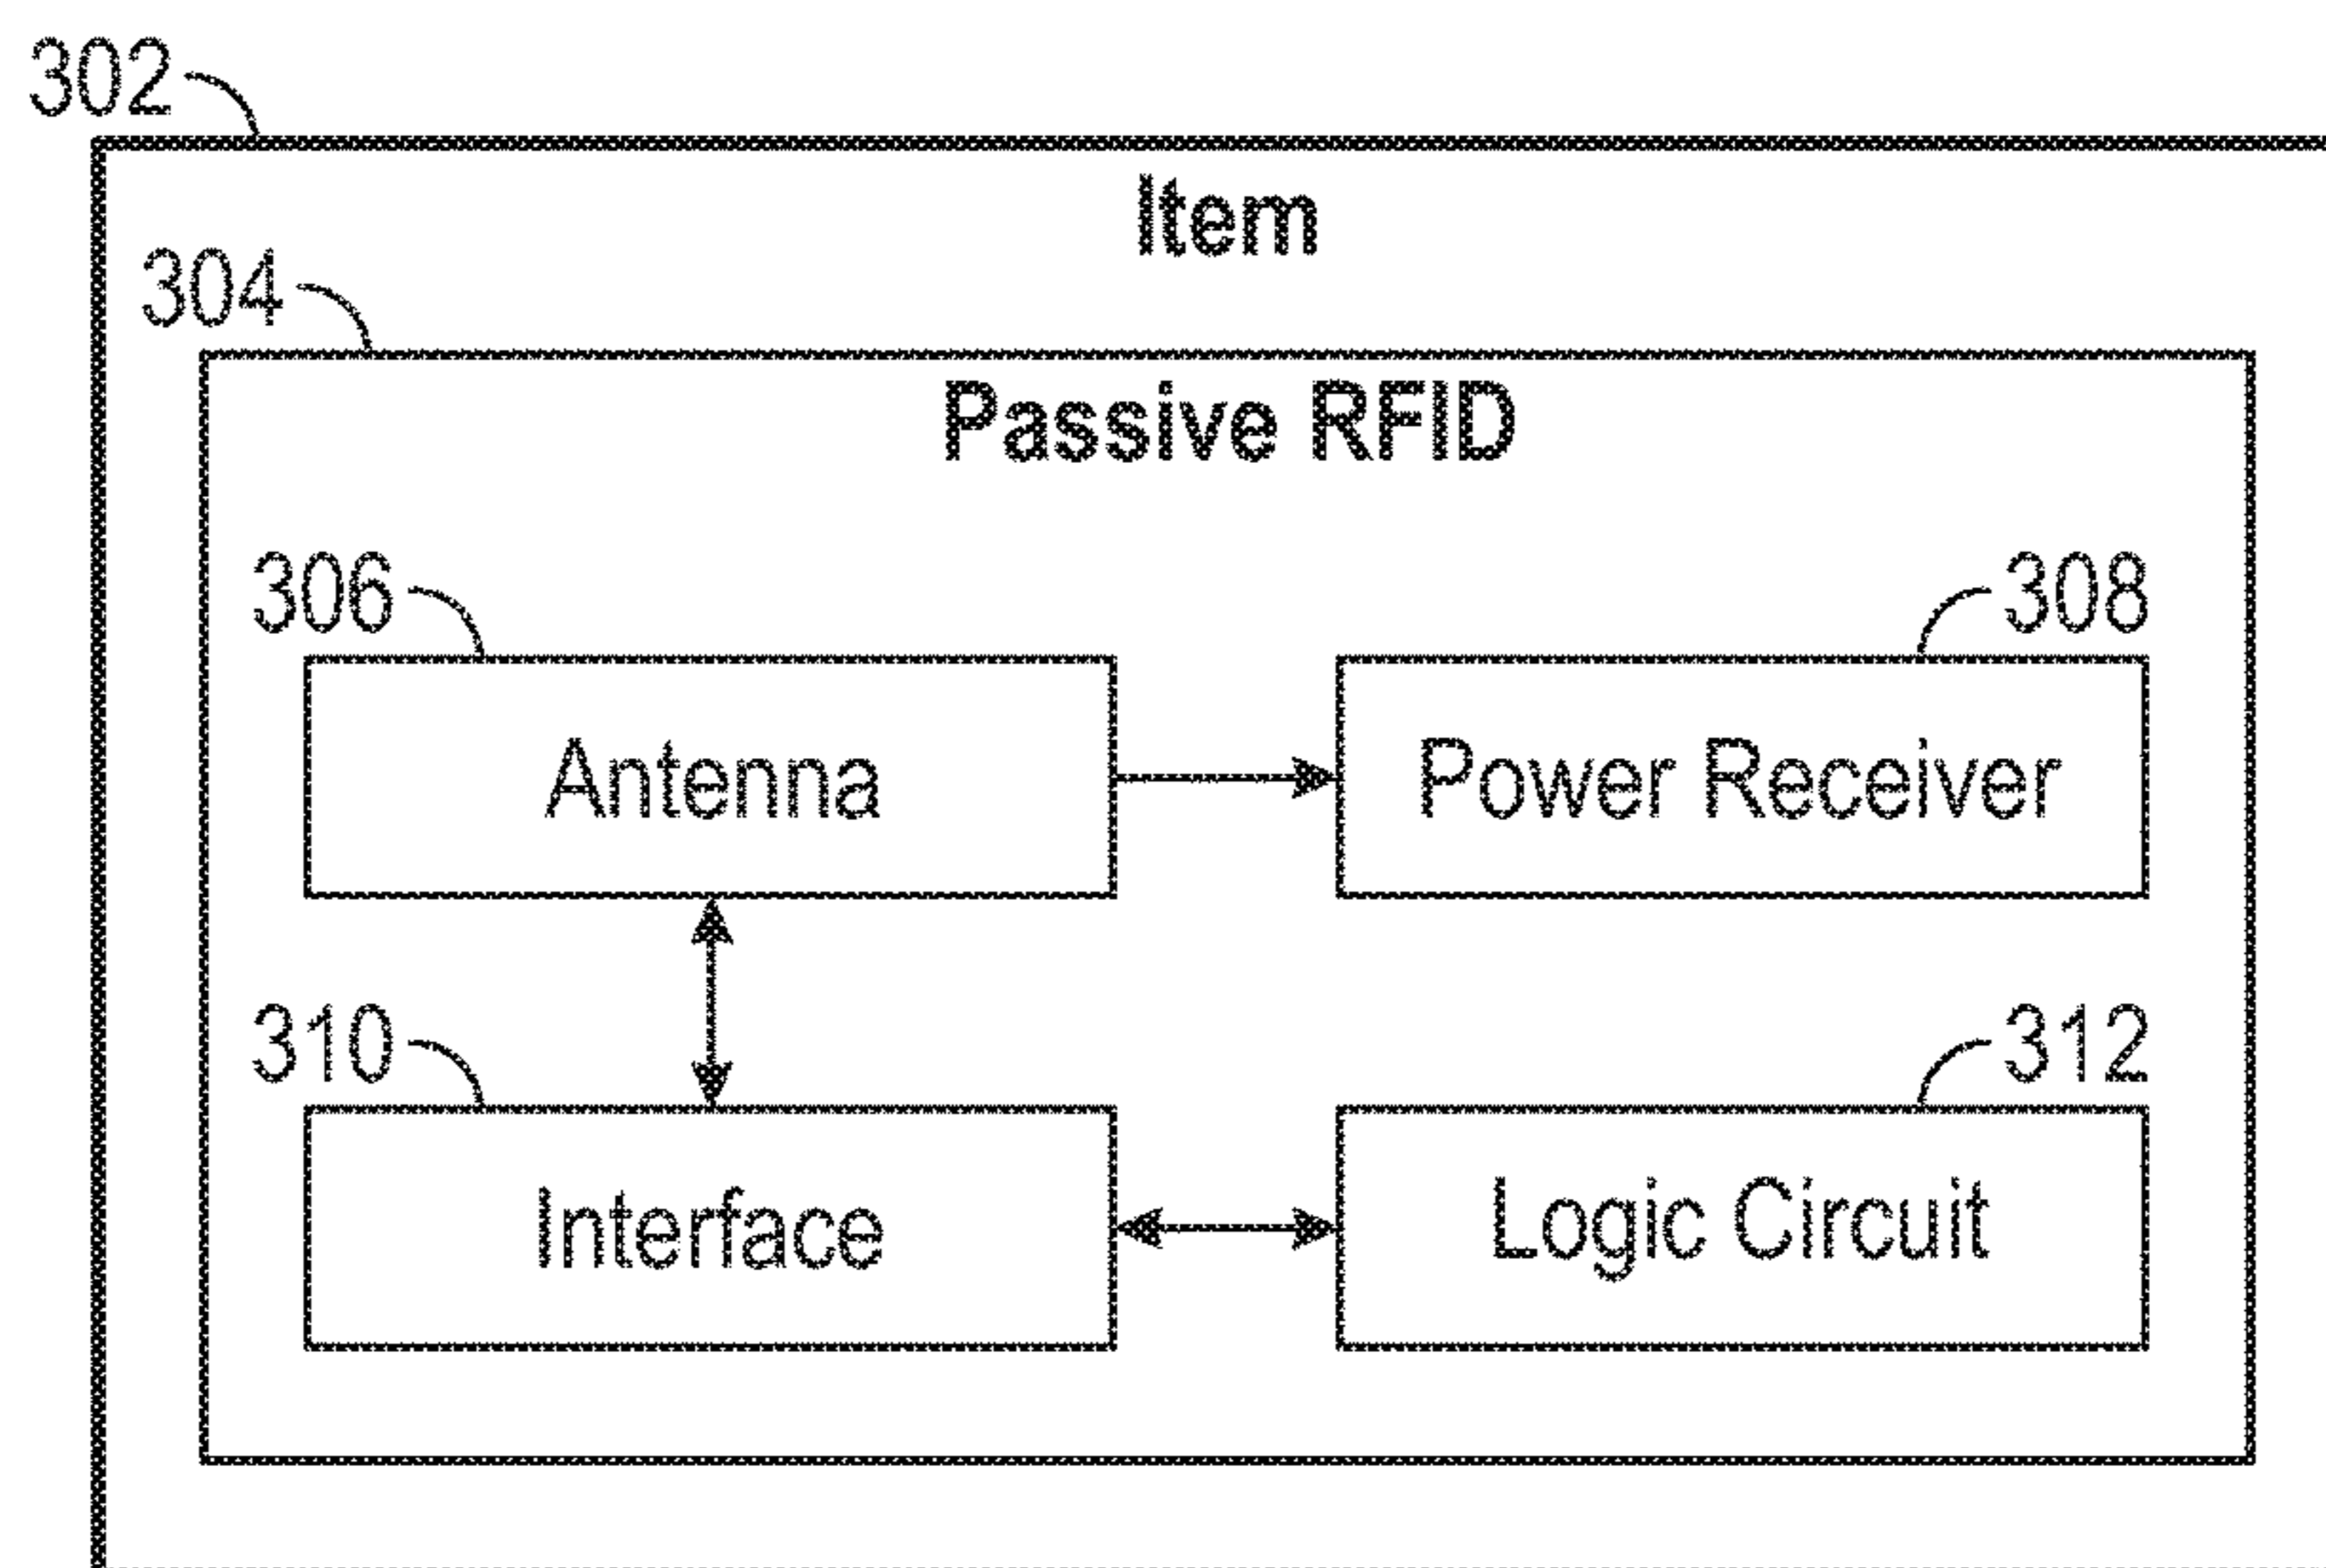 302
Item
304
Passive RFID
306
308
Antenna
Power Receiver
310
312
Interface
Logic Circuit